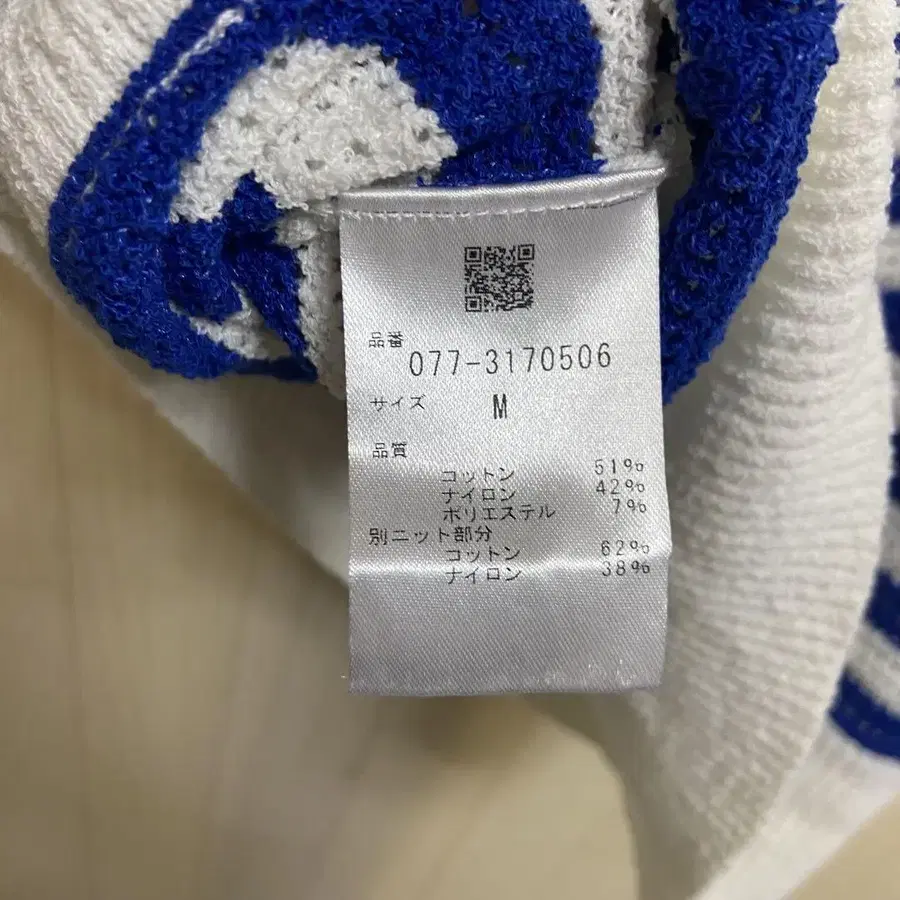 品番
077-3170506
サイズ M
品質
コットン 51%
ナイロン 42%
ポリエステル 7%
別ニット部分
コットン 62%
ナイロン 38%